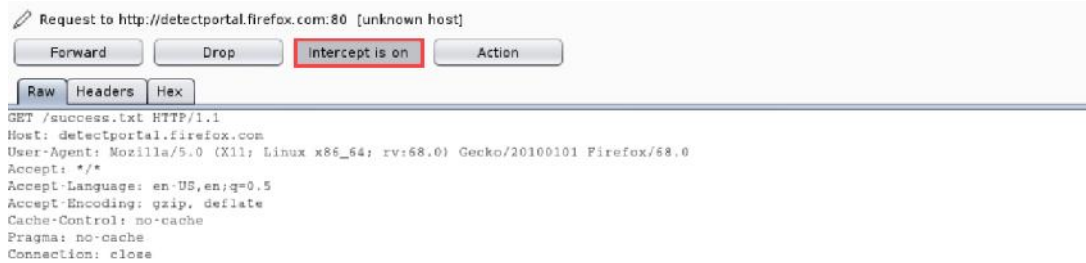 Request to http://detectportal.firefox.com:80 [unknown host]
Forward Drop Intercept is on Action
Raw Headers Hex
GET /success.txt HTTP/1.1
Host: detectportal.firefox.com
User-Agent: Mozilla/5.0 (X11; Linux x86_64; rv:68.0) Gecko/20100101 Firefox/68.0
Accept: */*
Accept-Language: en-US,en;q=0.5
Accept-Encoding: gzip, deflate
Cache-Control: no-cache
Pragma: no-cache
Connection: close